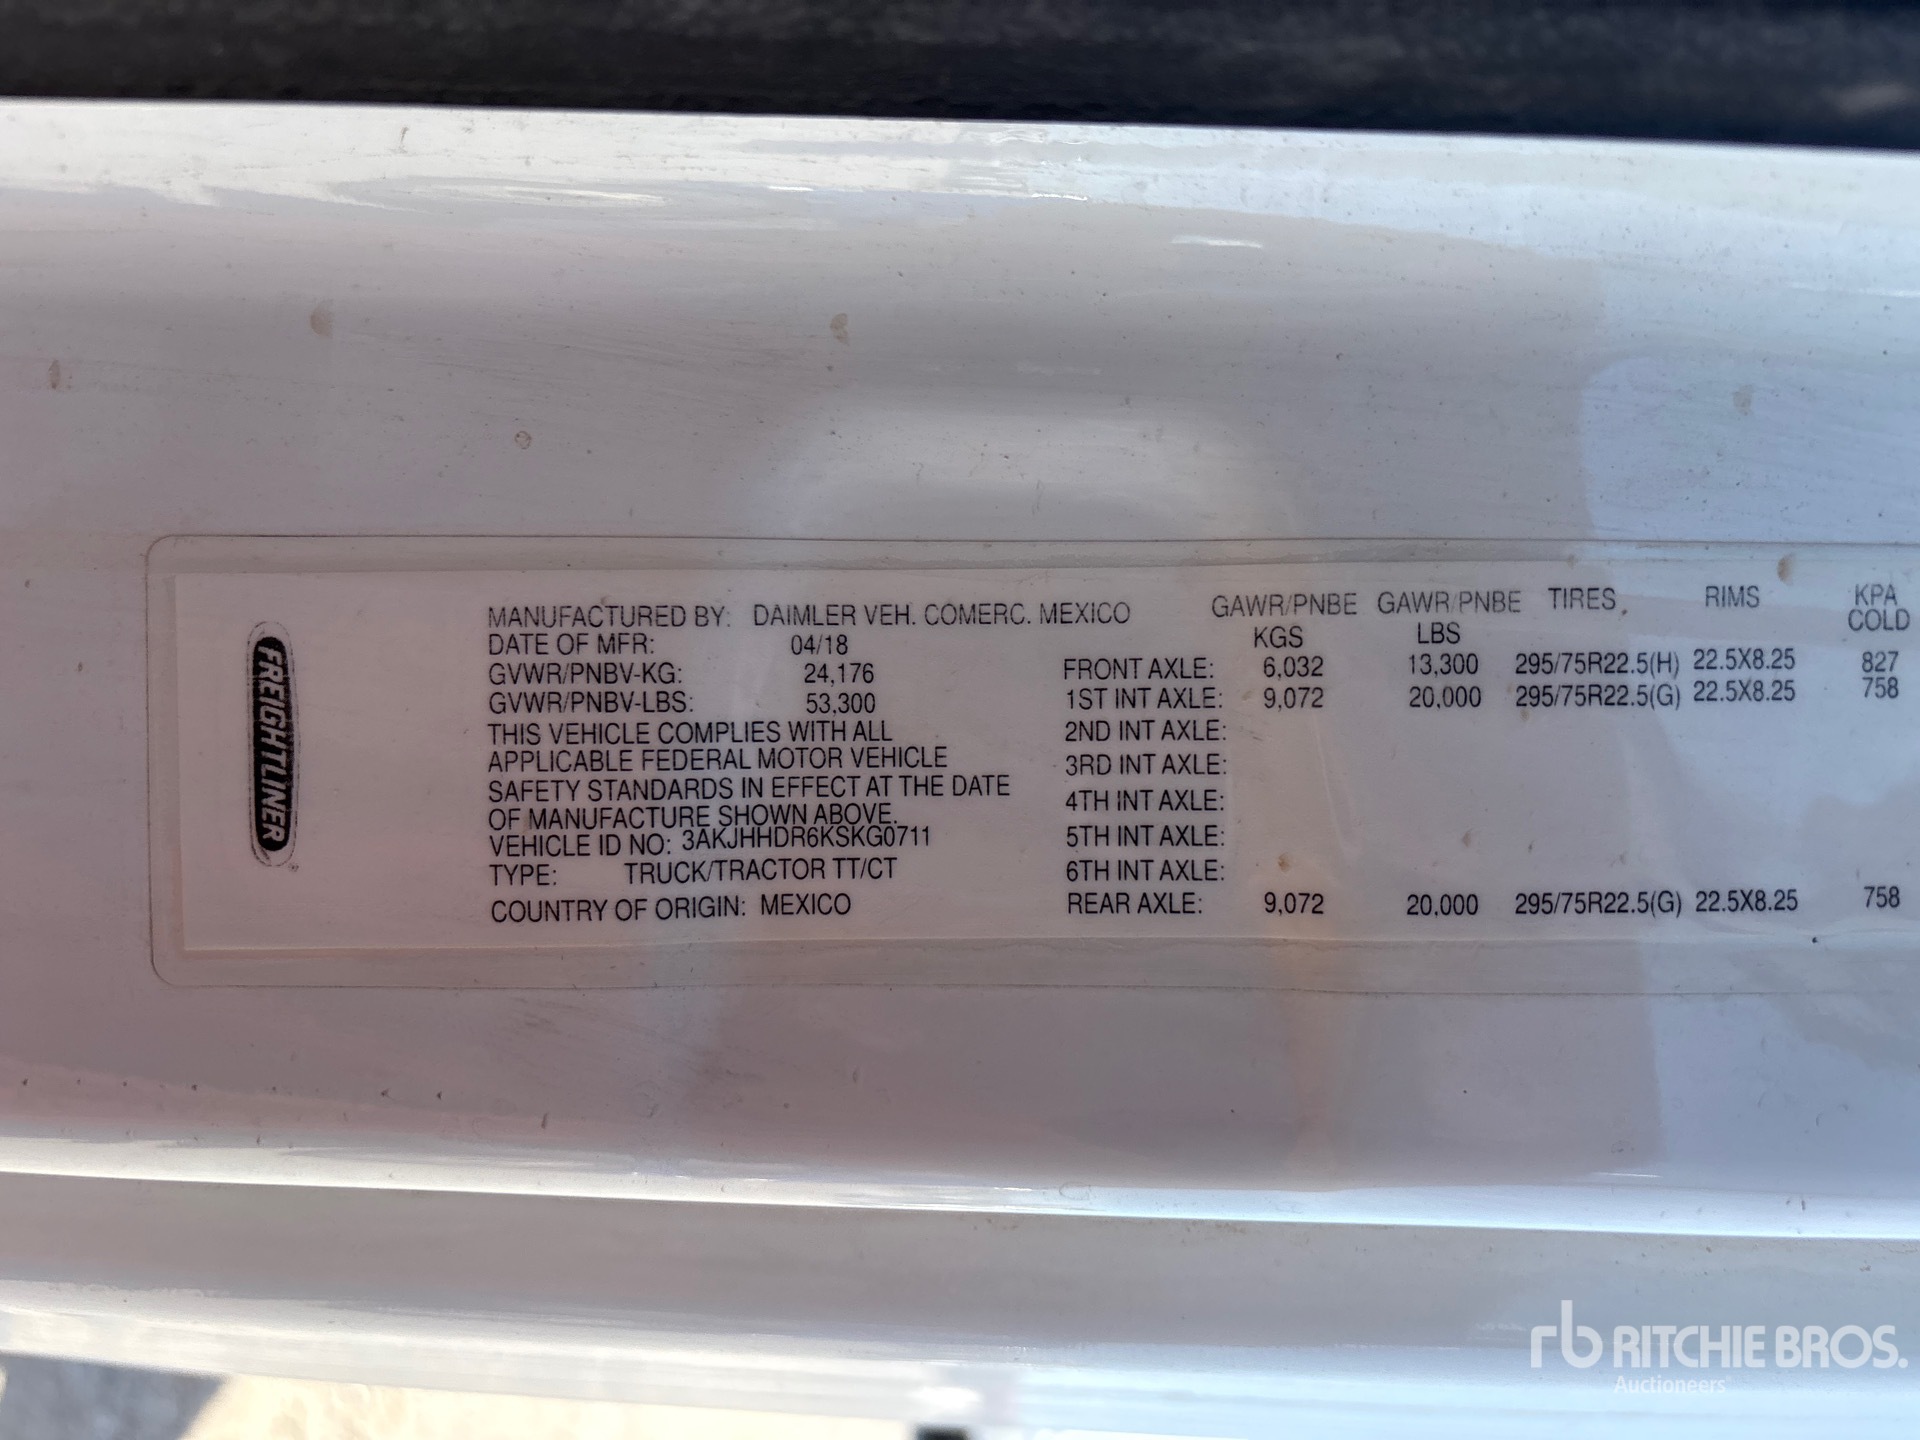 FREIGHTLINER
MANUFACTURED BY: DAIMLER VEH. COMERC. MEXICO
DATE OF MFR: 04/18
GVWR/PNBV-KG: 24,176
GVWR/PNBV-LBS: 53,300
THIS VEHICLE COMPLIES WITH ALL
APPLICABLE FEDERAL MOTOR VEHICLE
SAFETY STANDARDS IN EFFECT AT THE DATE
OF MANUFACTURE SHOWN ABOVE.
VEHICLE ID NO: 3AKJHHDR6KSKG0711
TYPE: TRUCK/TRACTOR TT/CT
COUNTRY OF ORIGIN: MEXICO
GAWR/PNBE GAWR/PNBE TIRES RIMS KPA
KGS LBS COLD
FRONT AXLE: 6,032 13,300 295/75R22.5(H) 22.5X8.25 827
1ST INT AXLE: 9,072 20,000 295/75R22.5(G) 22.5X8.25 758
2ND INT AXLE:
3RD INT AXLE:
4TH INT AXLE:
5TH INT AXLE:
6TH INT AXLE:
REAR AXLE: 9,072 20,000 295/75R22.5(G) 22.5X8.25 758
rb RITCHIE BROS.
Auctioneers